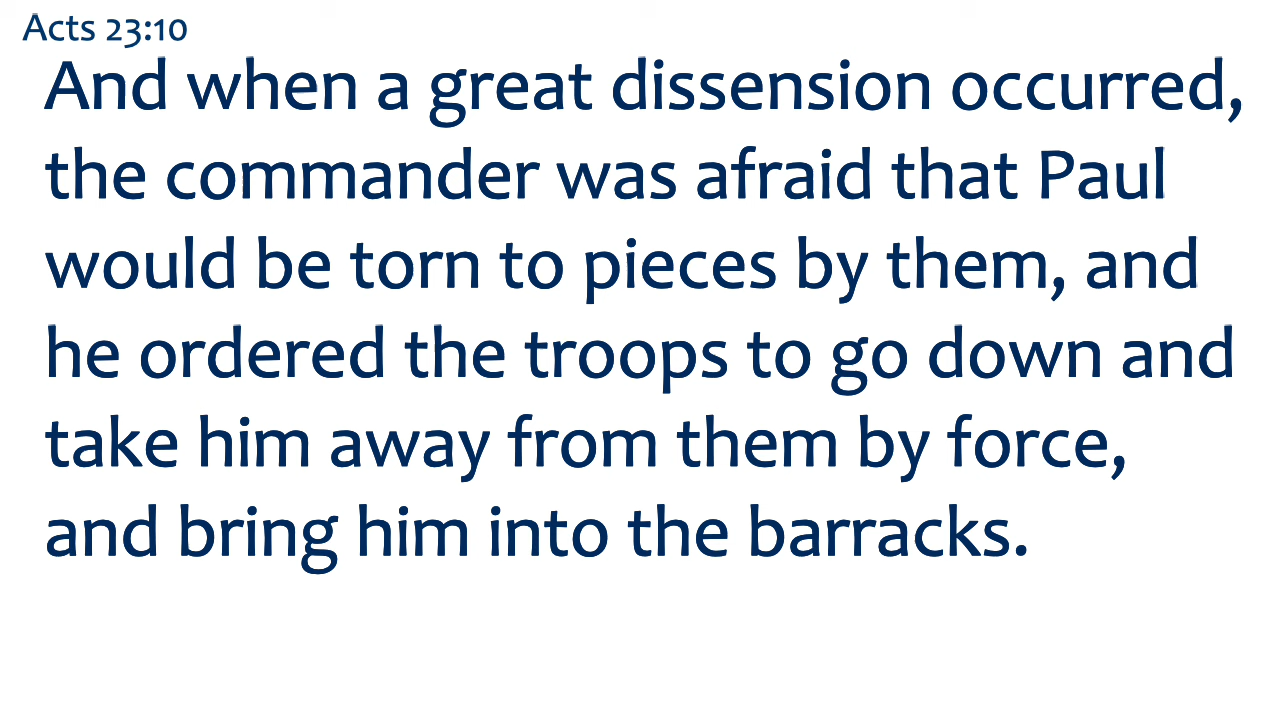 Acts 23:10
And when a great dissension occurred,
the commander was afraid that Paul
would be torn to pieces by them, and
he ordered the troops to go down and
take him away from them by force,
and bring him into the barracks.